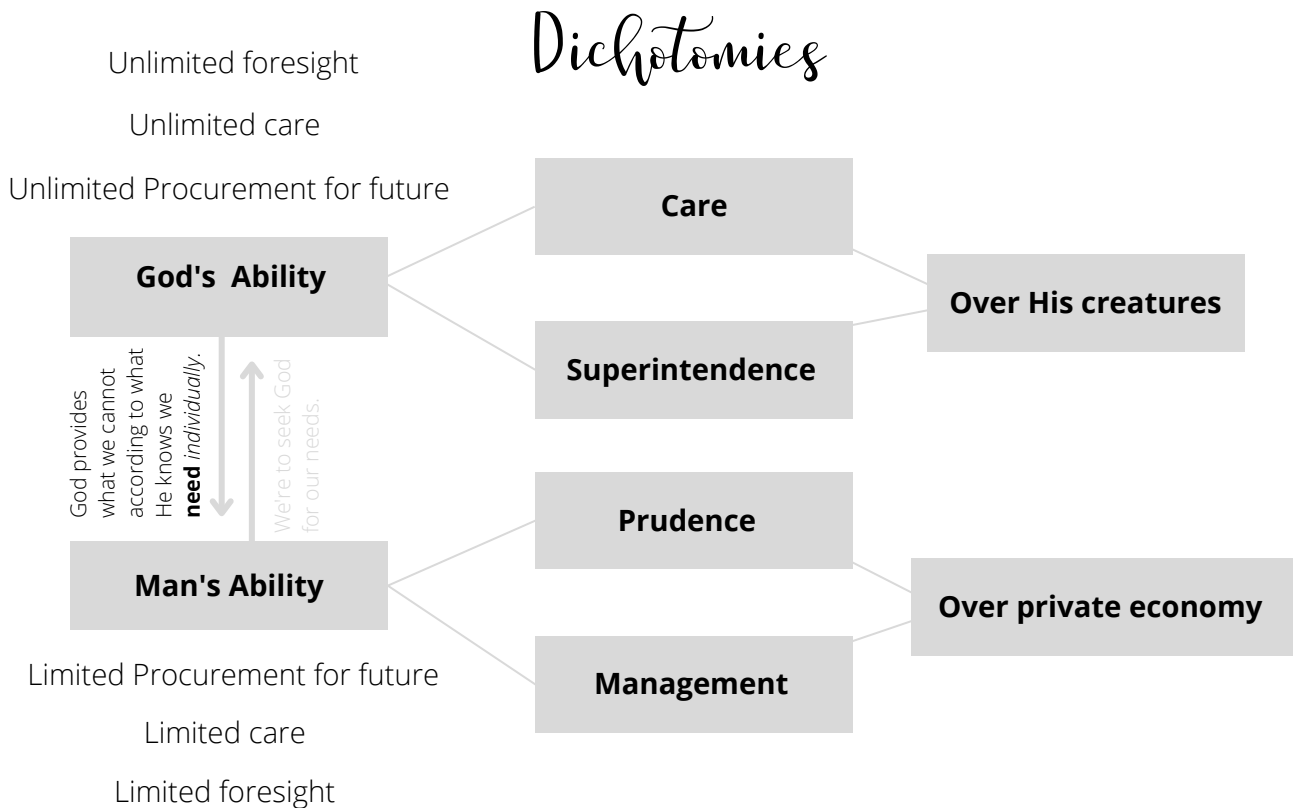 Dichotomies
Unlimited foresight
Unlimited care
Unlimited Procurement for future
God's Ability
Care
Superintendence
Over His creatures
God provides
what we cannot
according to what
He knows we
need individually.
We're to seek God
for our needs.
Man's Ability
Prudence
Management
Over private economy
Limited Procurement for future
Limited care
Limited foresight